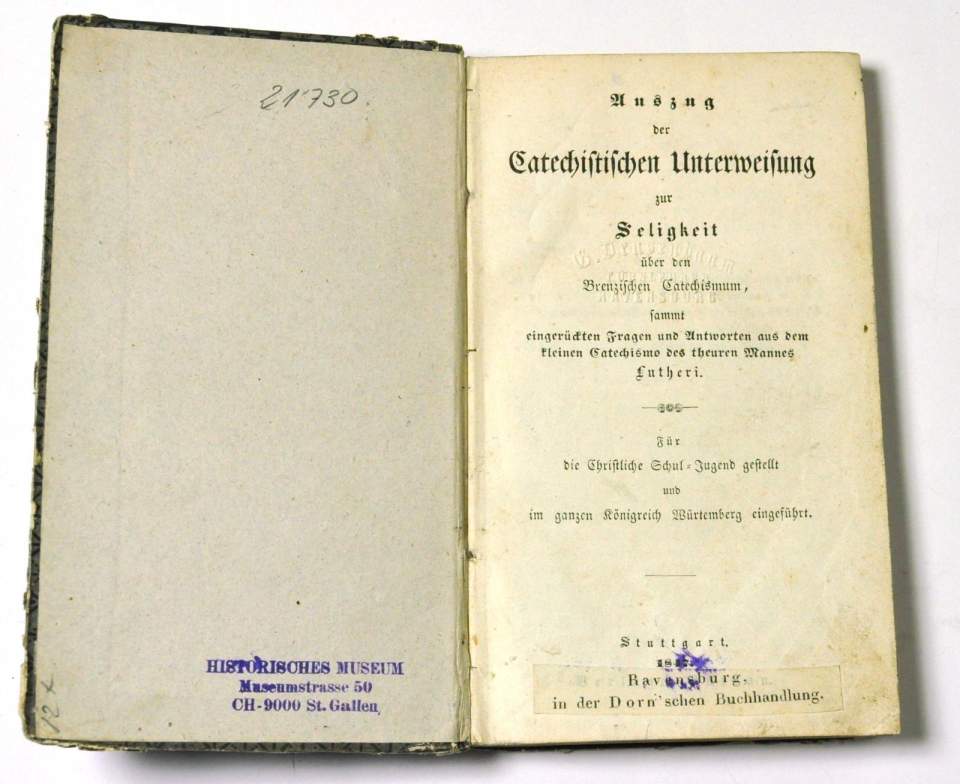 21'730.
HISTORISCHES MUSEUM
Museumstrasse 50
CH-9000 St. Gallen
Auszug
der
Catechistischen Unterweisung
zur
Seligkeit
über den
Brenzischen Catechismum,
sammt
eingerückten Fragen und Antworten aus dem
kleinen Catechismo des theuren Mannes
Lutheri.
Für
die Christliche Schul-Jugend gestellt
und
im ganzen Königreich Würtemberg eingeführt.
Stuttgart.
Ravensburg,
in der Dorn'schen Buchhandlung.